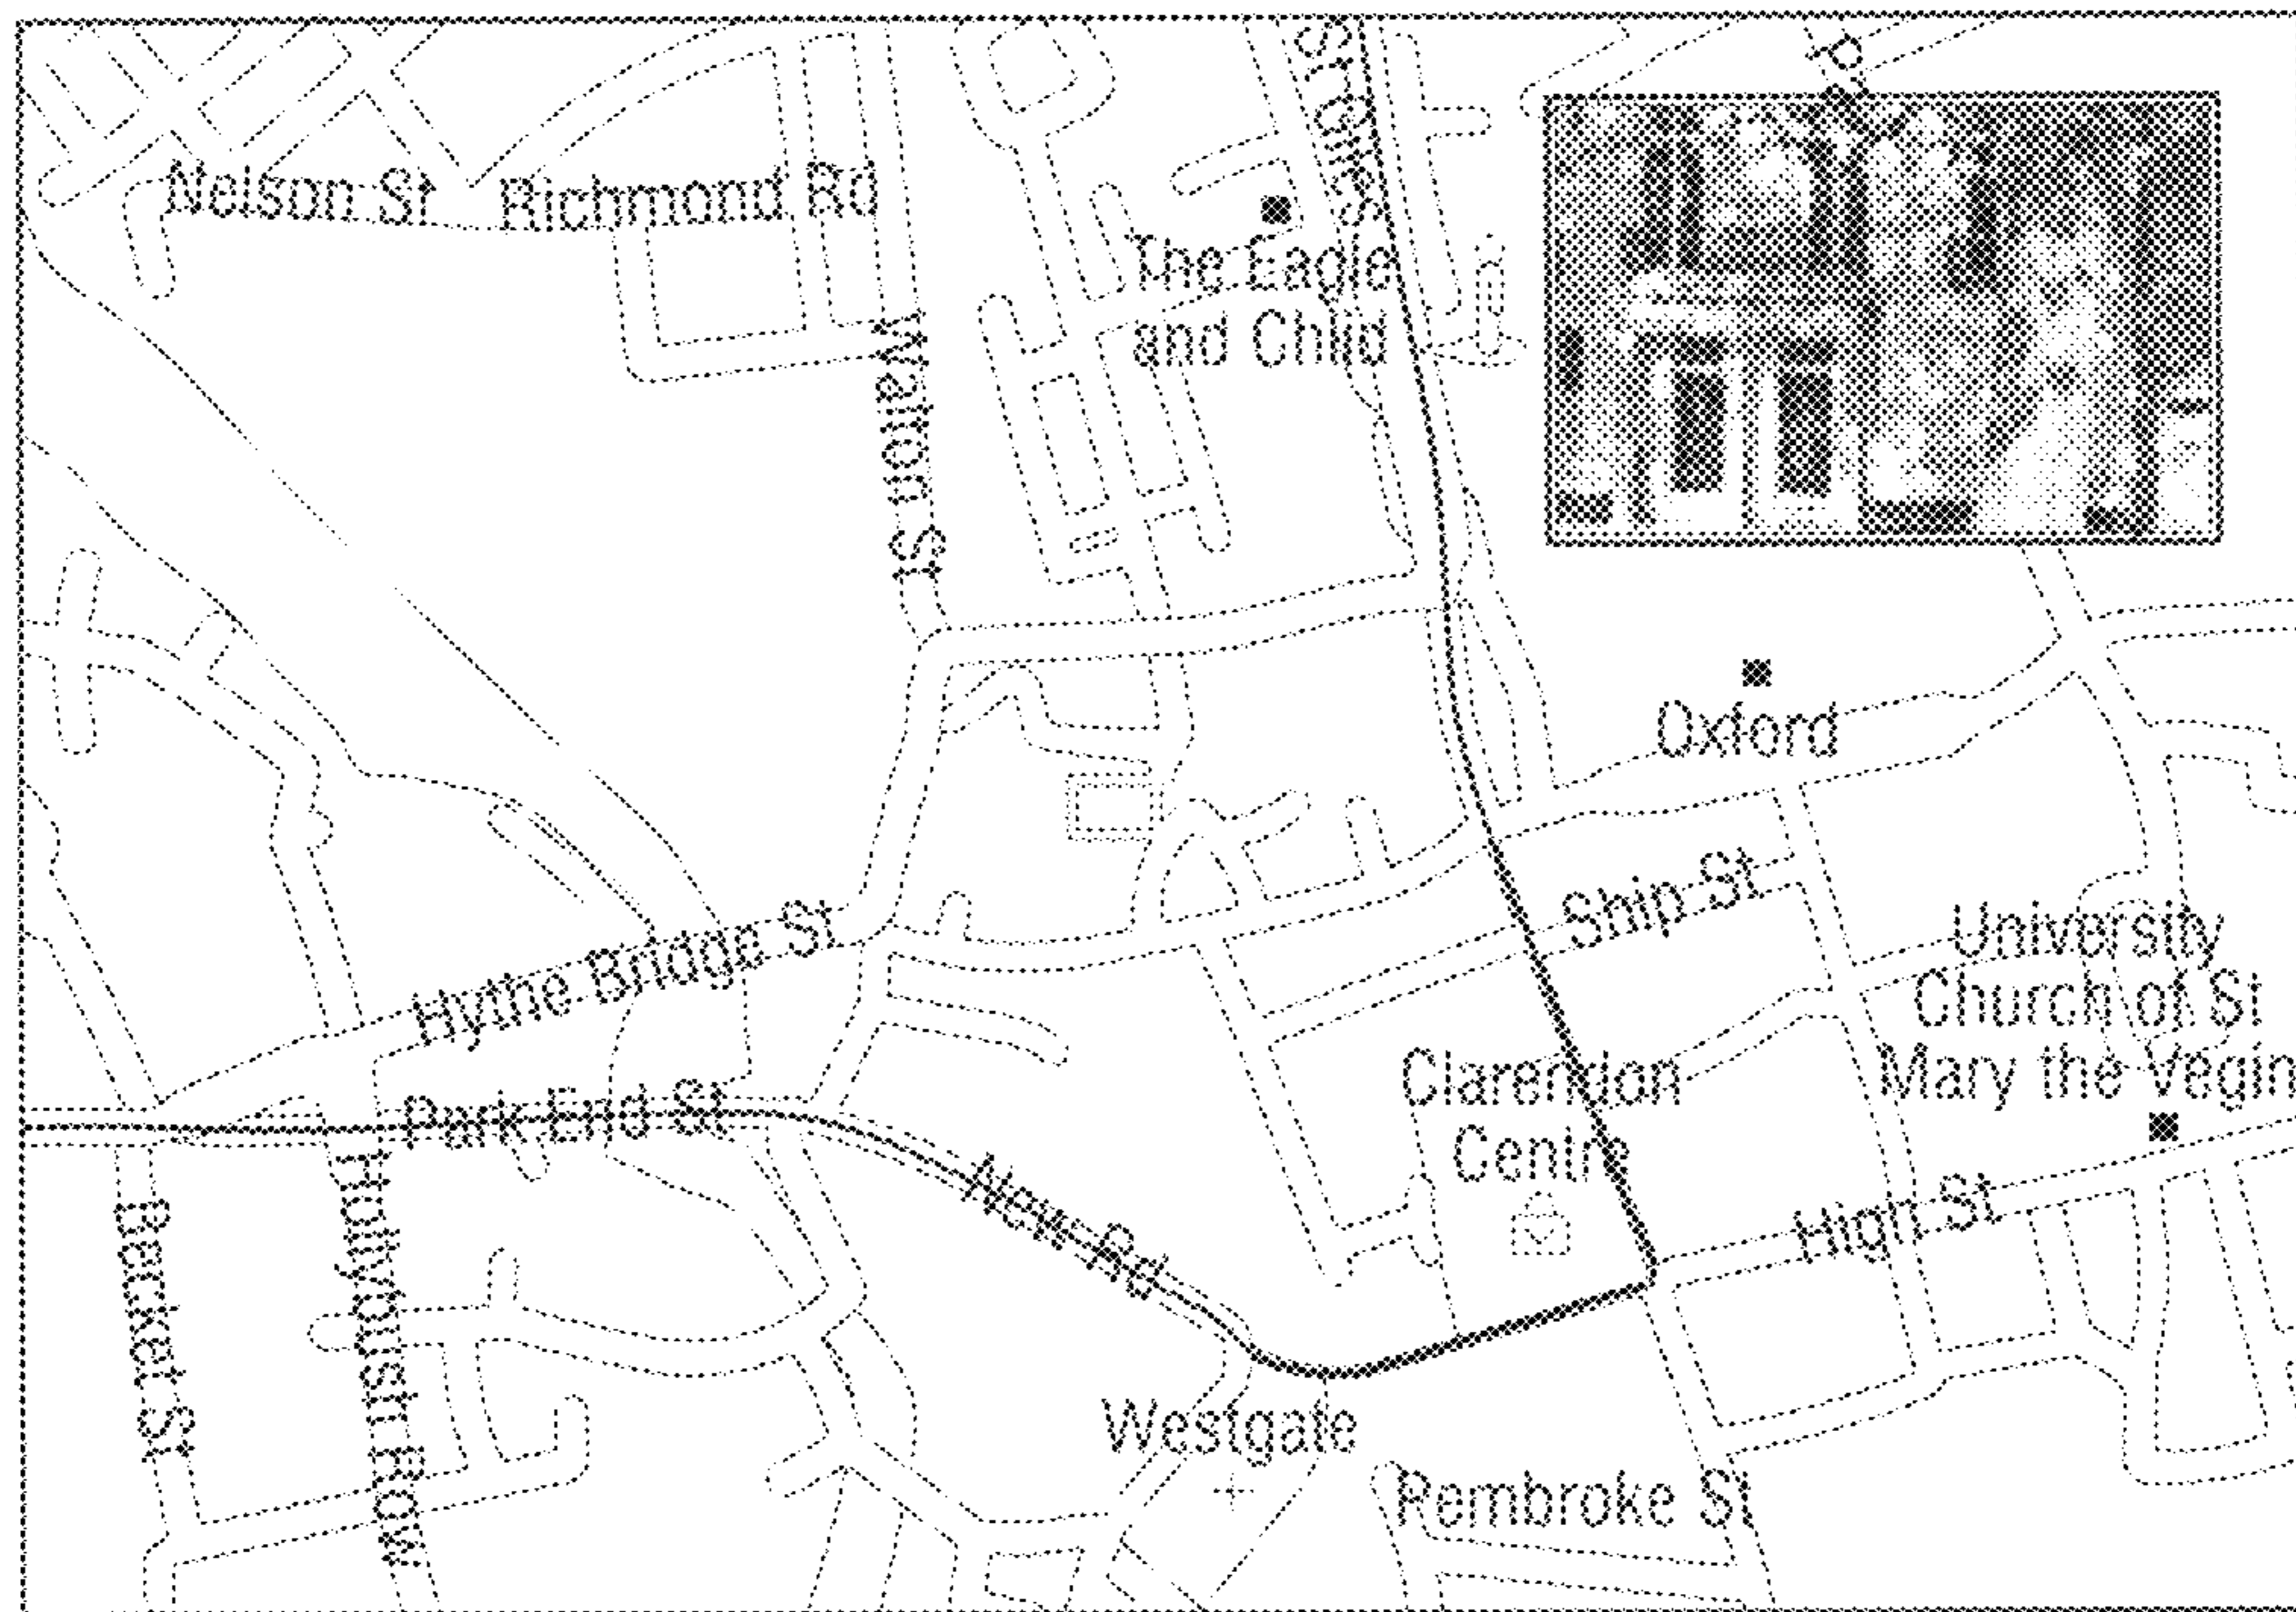 St Giles
Nelson St
Richmond Rd
The Eagle
and Child
Walton St
Oxford
Ship St
University
Church of St
Mary the Vegin
Hythe Bridge St
Clarendon
Centre
Park End St
New Rd
High St
Becket St
Hollybush Row
Westgate
Pembroke St